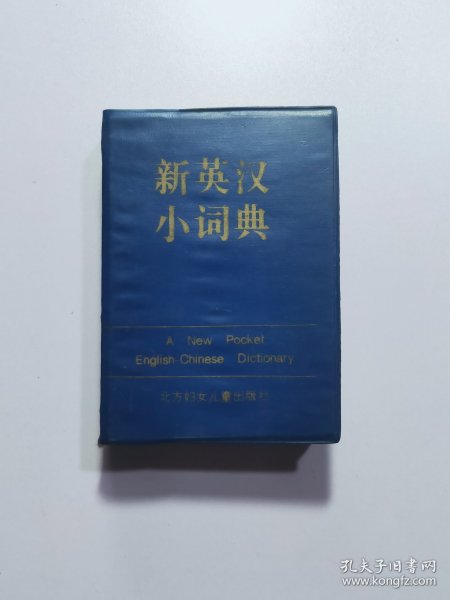 新英汉
小词典
A New Pocket
English-Chinese Dictionary
北方妇女儿童出版社
孔夫子旧书网
www.kongfz.com